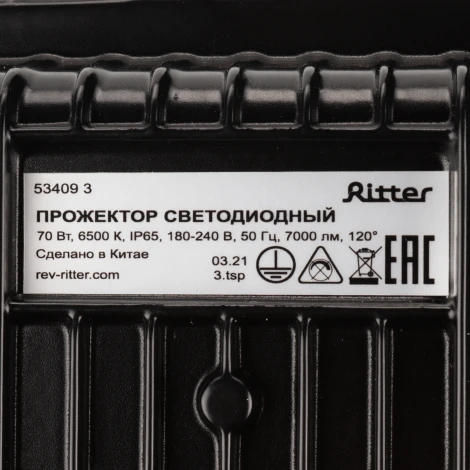 53409 3 Ritter
ПРОЖЕКТОР СВЕТОДИОДНЫЙ
70 Вт, 6500 К, IP65, 180-240 В, 50 Гц, 7000 лм, 120°
Сделано в Китае 03.21
rev-ritter.com 3.tsp
EAC